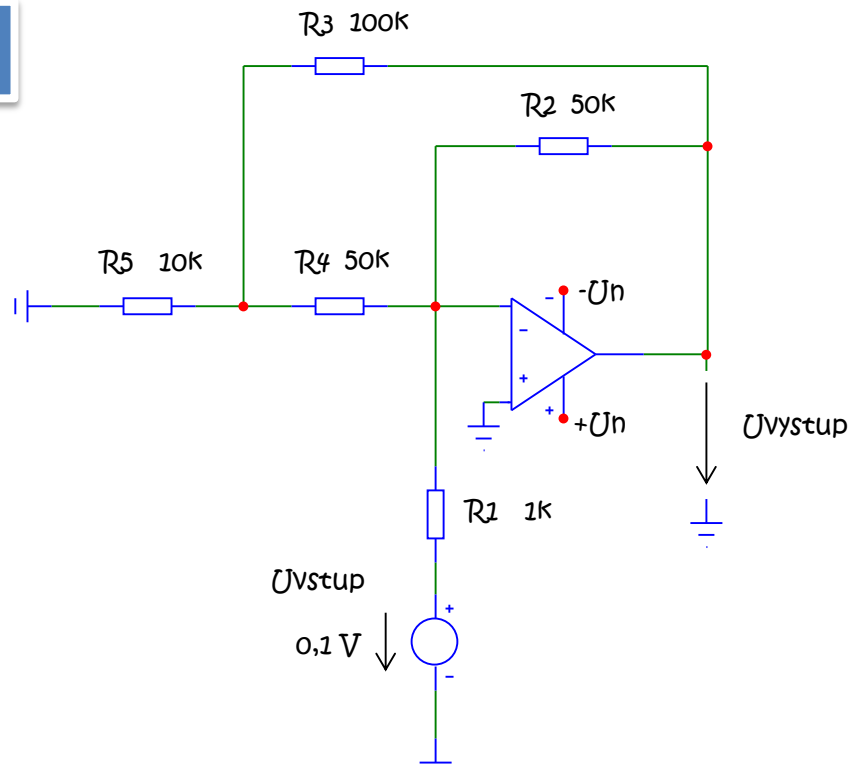 R3 100k
R2 50k
R5 10k
R4 50k
-Un
+Un
Uvystup
R1 1k
Uvstup
0,1 V